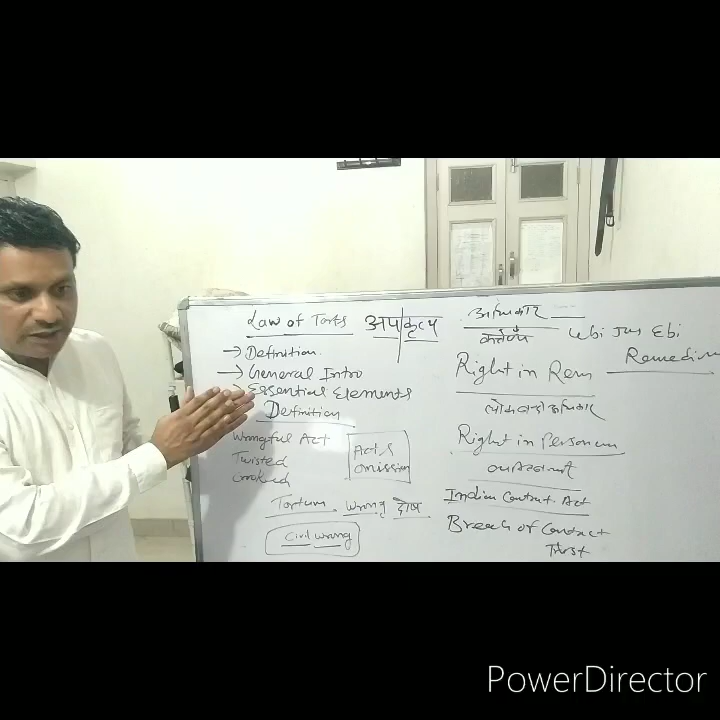 Law of Torts अपकृत्य
→ Definition.
→ General Intro
→ Essential Elements
Definition
Wrongful Act
Twisted
Crooked
Act &
omission
Tortum. Wrong दोष
Civil Wrong
अधिकार
कर्तव्य
Ubi Jus Ebi
Remedium
Right in Rem
लोकलक्षी अधिकार
Right in Personam
Indian Contract Act
Breach of Contract
Trust
PowerDirector